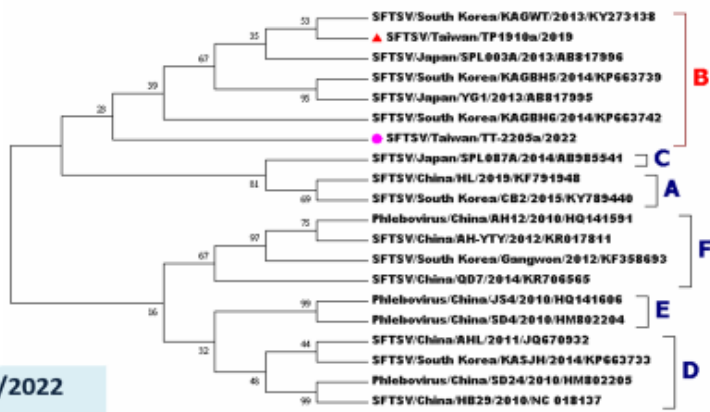 SFTSV/South Korea/KAGWT/2013/KY273138
SFTSV/Taiwan/TP1910a/2019
SFTSV/Japan/SPL003A/2013/AB817996
SFTSV/South Korea/KAGBH5/2014/KP663739
SFTSV/Japan/YG1/2013/AB817995
SFTSV/South Korea/KAGBH6/2014/KP663742
SFTSV/Taiwan/TT-2205a/2022
SFTSV/Japan/SPL087A/2014/AB985541
SFTSV/China/HL/2019/KF791948
SFTSV/South Korea/CB2/2015/KY789440
Phlebovirus/China/AH12/2010/HQ141591
SFTSV/China/AH-YTY/2012/KR017811
SFTSV/South Korea/Gangwon/2012/KF358693
SFTSV/China/QD7/2014/KR706565
Phlebovirus/China/JS4/2010/HQ141606
Phlebovirus/China/SD4/2010/HM802204
SFTSV/China/AHL/2011/JQ670932
SFTSV/South Korea/KASJH/2014/KP663733
Phlebovirus/China/SD24/2010/HM802205
SFTSV/China/HB29/2010/NC_018137
B
C
A
F
E
D
53
35
67
95
39
28
81
69
75
97
67
16
99
32
44
48
99
/2022